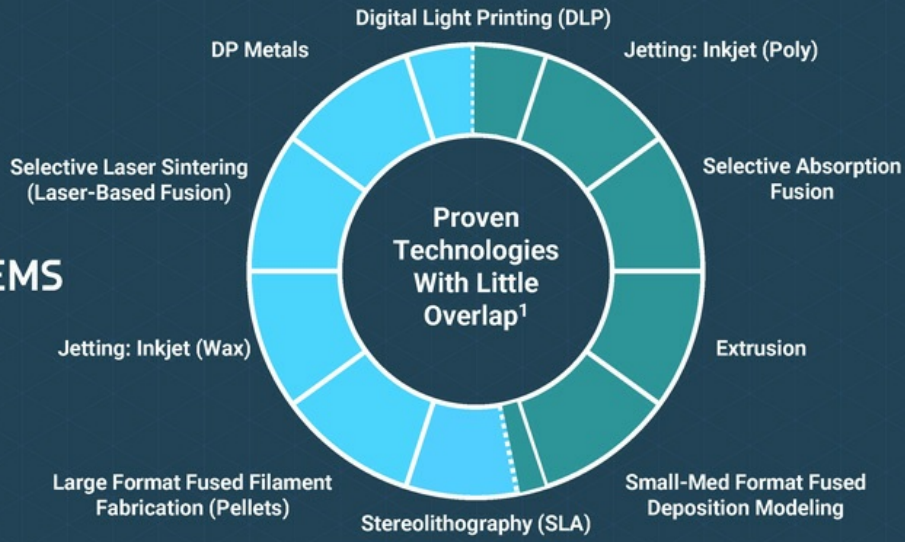 Digital Light Printing (DLP)
DP Metals
Jetting: Inkjet (Poly)
Selective Laser Sintering
(Laser-Based Fusion)
Selective Absorption
Fusion
Proven
Technologies
With Little
Overlap¹
EMS
Jetting: Inkjet (Wax)
Extrusion
Large Format Fused Filament
Fabrication (Pellets)
Small-Med Format Fused
Deposition Modeling
Stereolithography (SLA)